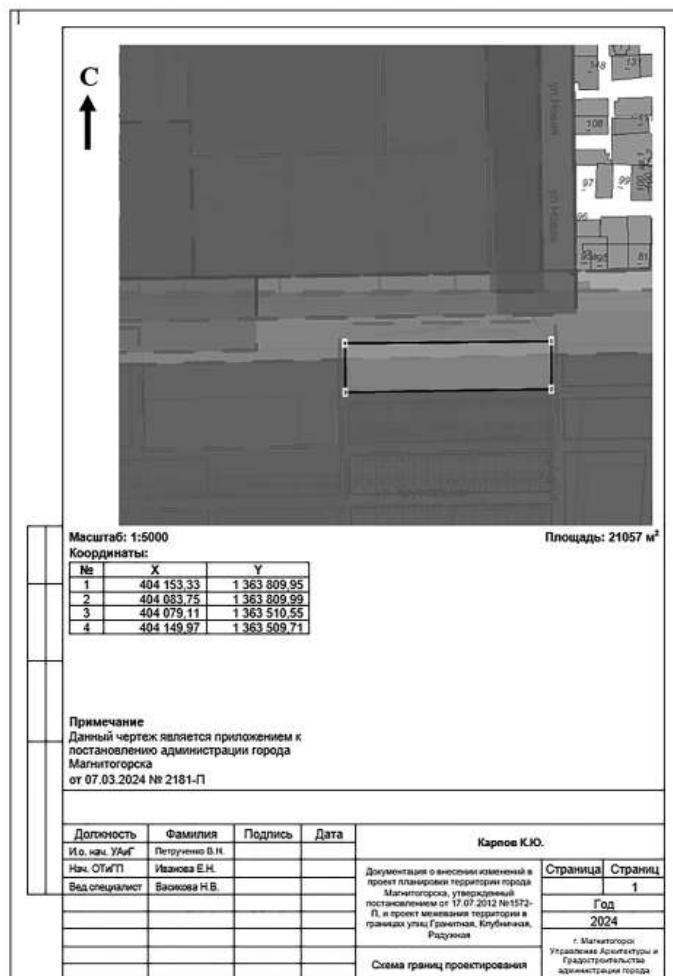 С
ул Новая
ул Новая
148
131
108
97
99
95
81
Масштаб: 1:5000
Площадь: 21057 м²
Координаты:
№ X Y
1 404 153,33 1 363 809,95
2 404 083,75 1 363 809,99
3 404 079,11 1 363 510,55
4 404 149,97 1 363 509,71
Примечание
Данный чертеж является приложением к
постановлению администрации города
Магнитогорска
от 07.03.2024 № 2181-П
Должность Фамилия Подпись Дата
И.о. нач. УАиГ Петрученко В.Н.
Нач. ОТиГП Иванова Е.Н.
Вед.специалист Васикова Н.В.
Карпов К.Ю.
Документация о внесении изменений в
проект планировки территории города
Магнитогорска, утвержденный
постановлением от 17.07.2012 №1572-
П, и проект межевания территории в
границах улиц Гранитная, Клубничная,
Радужная
Страница Страниц
1
Год
2024
Схема границ проектирования
г. Магнитогорск
Управление Архитектуры и
Градостроительства
администрации города